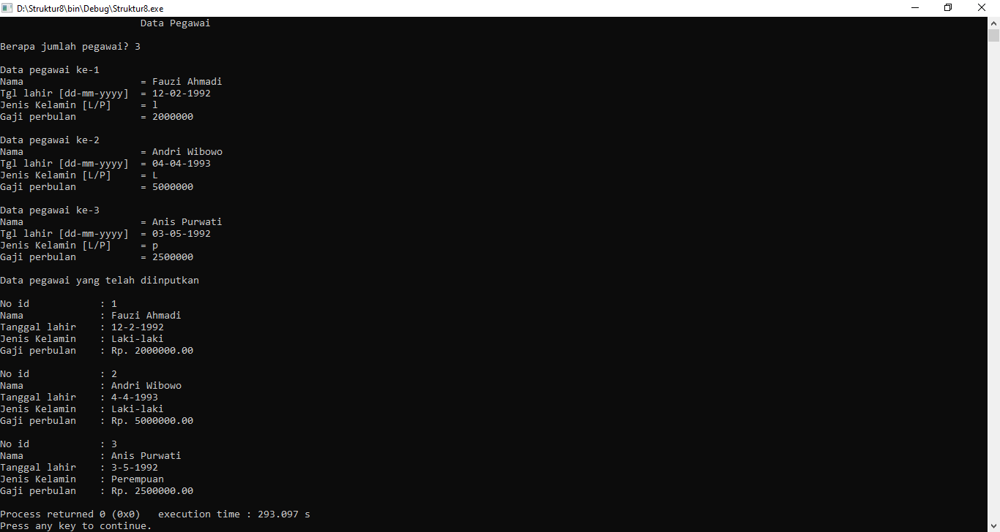 D:\Struktur8\bin\Debug\Struktur8.exe
Data Pegawai
Berapa jumlah pegawai? 3
Data pegawai ke-1
Nama = Fauzi Ahmadi
Tgl lahir [dd-mm-yyyy] = 12-02-1992
Jenis Kelamin [L/P] = l
Gaji perbulan = 2000000
Data pegawai ke-2
Nama = Andri Wibowo
Tgl lahir [dd-mm-yyyy] = 04-04-1993
Jenis Kelamin [L/P] = L
Gaji perbulan = 5000000
Data pegawai ke-3
Nama = Anis Purwati
Tgl lahir [dd-mm-yyyy] = 03-05-1992
Jenis Kelamin [L/P] = p
Gaji perbulan = 2500000
Data pegawai yang telah diinputkan
No id : 1
Nama : Fauzi Ahmadi
Tanggal lahir : 12-2-1992
Jenis Kelamin : Laki-laki
Gaji perbulan : Rp. 2000000.00
No id : 2
Nama : Andri Wibowo
Tanggal lahir : 4-4-1993
Jenis Kelamin : Laki-laki
Gaji perbulan : Rp. 5000000.00
No id : 3
Nama : Anis Purwati
Tanggal lahir : 3-5-1992
Jenis Kelamin : Perempuan
Gaji perbulan : Rp. 2500000.00
Process returned 0 (0x0) execution time : 293.097 s
Press any key to continue.